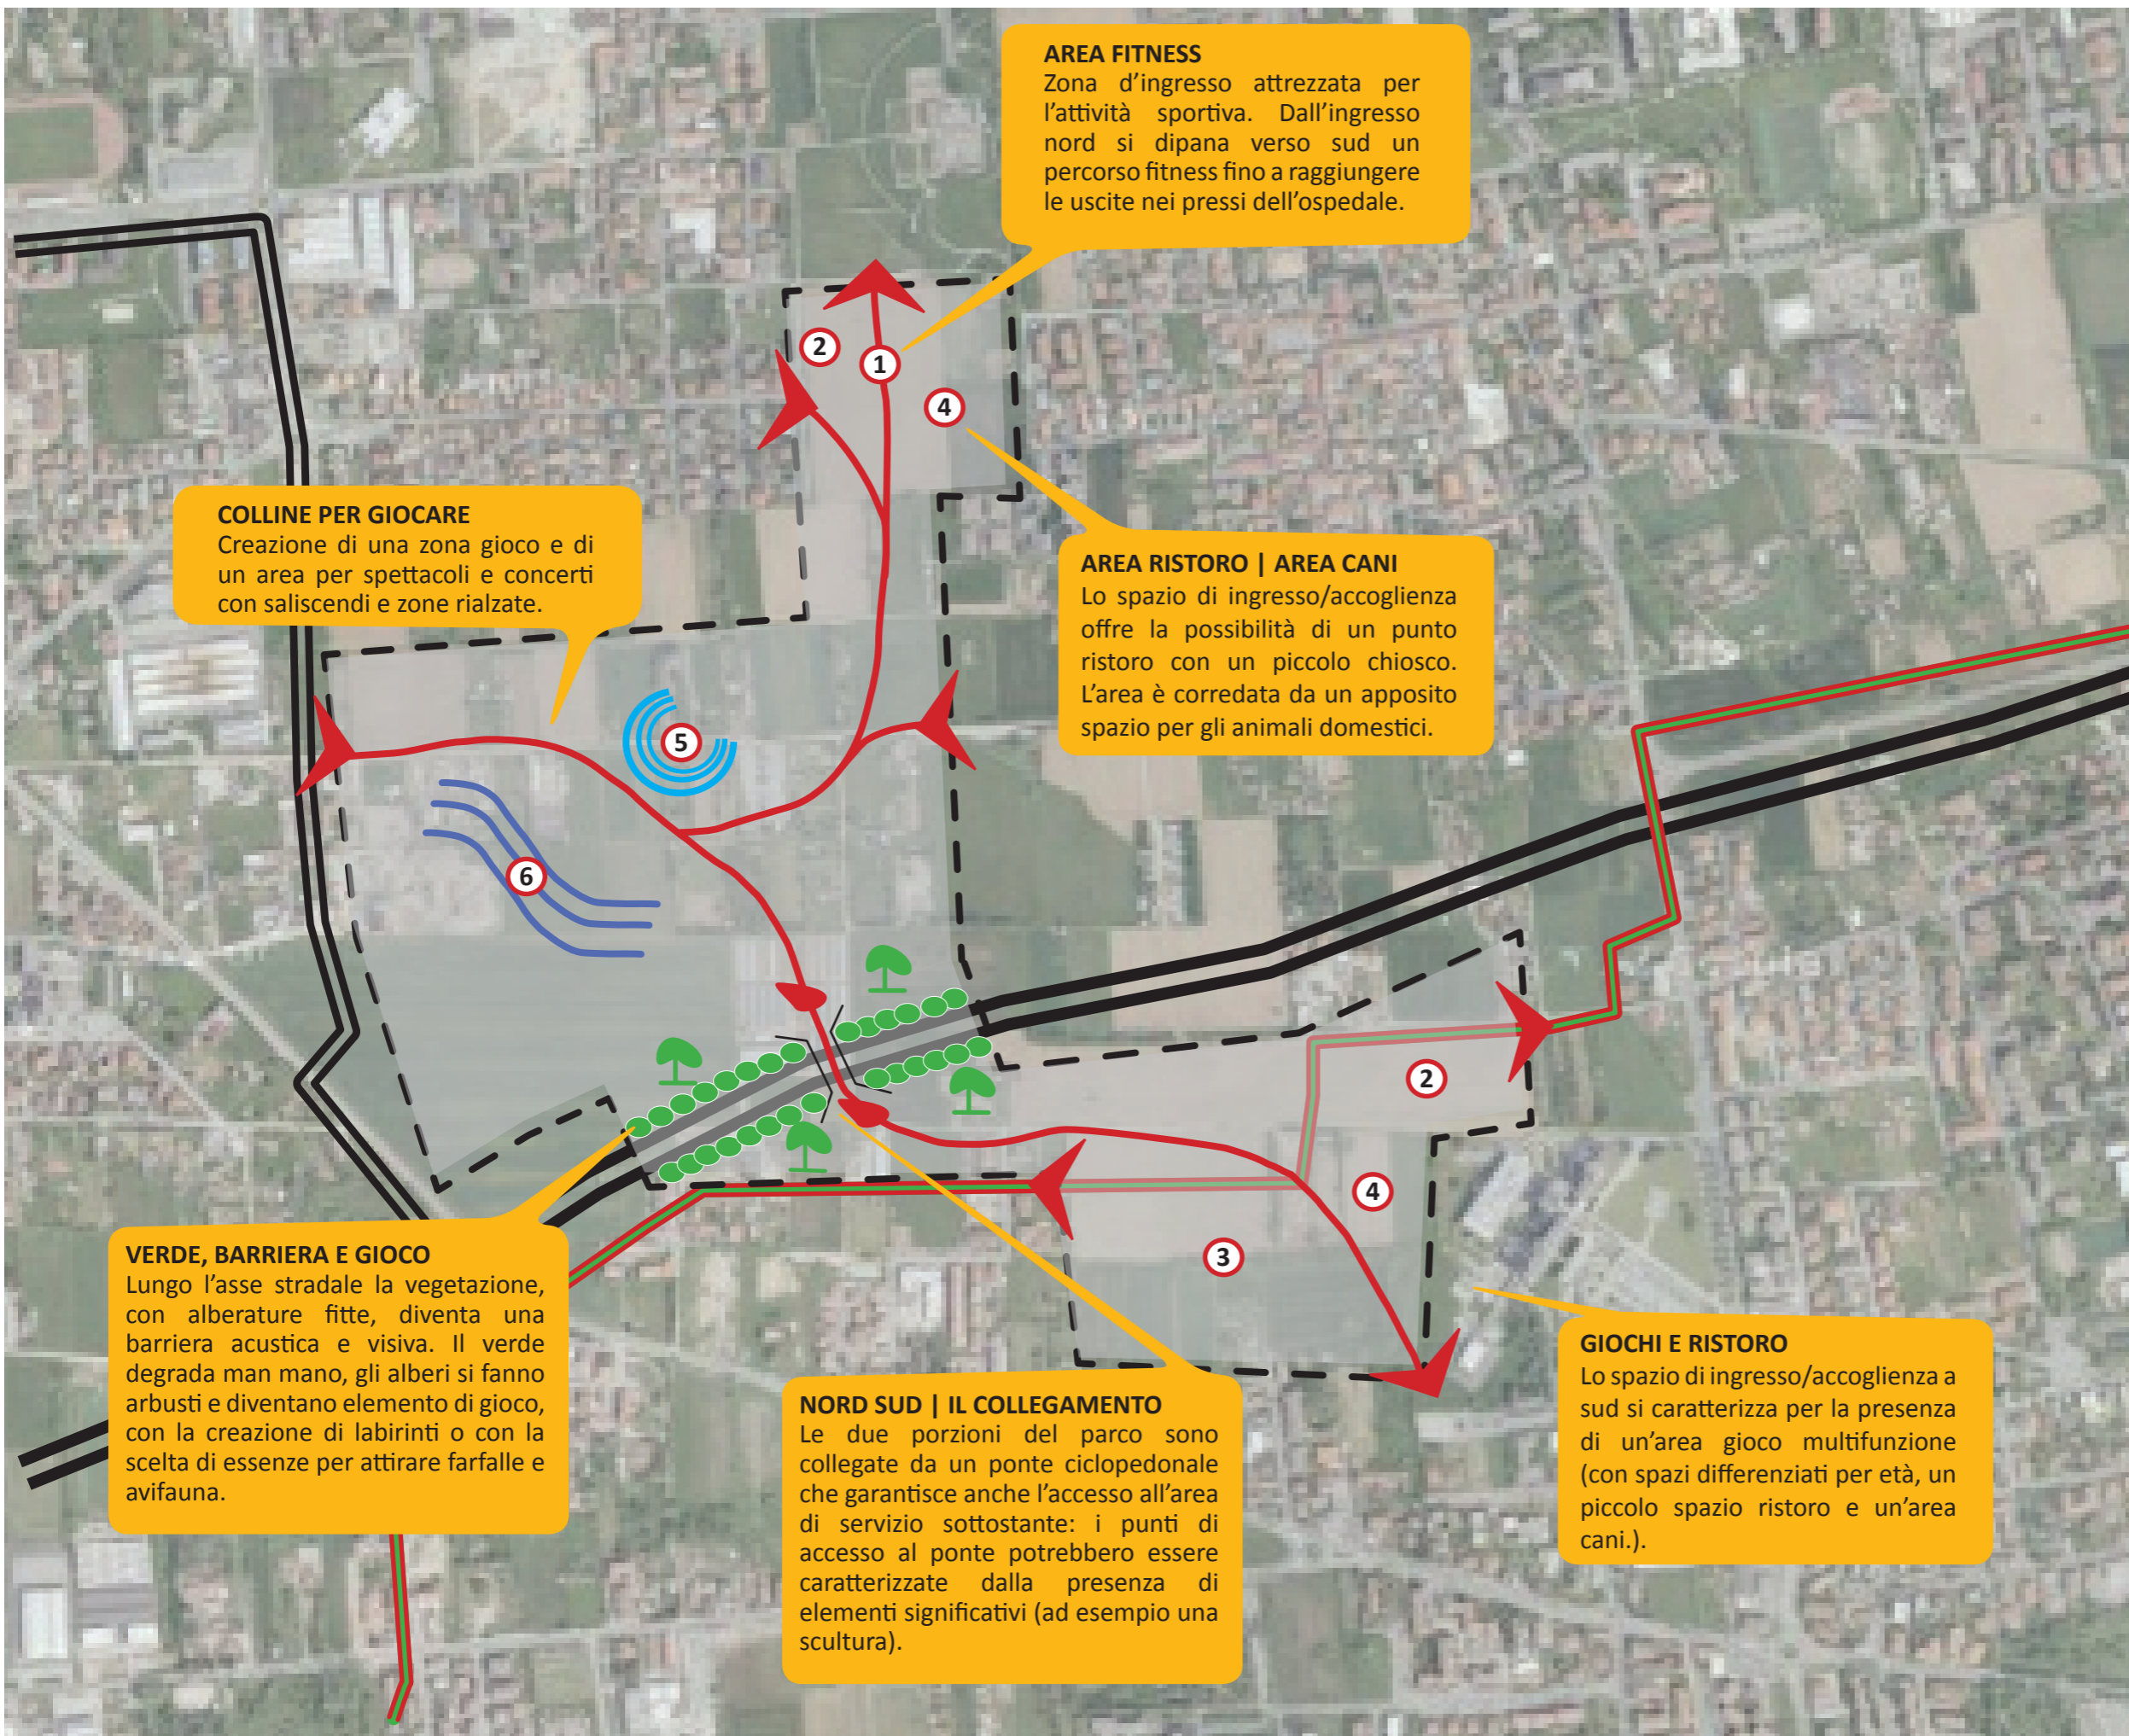 AREA FITNESS
Zona d'ingresso attrezzata per
l'attività sportiva. Dall'ingresso
nord si dipana verso sud un
percorso fitness fino a raggiungere
le uscite nei pressi dell'ospedale.
2
1
4
COLLINE PER GIOCARE
Creazione di una zona gioco e di
un area per spettacoli e concerti
con saliscendi e zone rialzate.
AREA RISTORO | AREA CANI
Lo spazio di ingresso/accoglienza
offre la possibilità di un punto
ristoro con un piccolo chiosco.
L'area è corredata da un apposito
spazio per gli animali domestici.
5
6
2
4
3
VERDE, BARRIERA E GIOCO
Lungo l'asse stradale la vegetazione,
con alberature fitte, diventa una
barriera acustica e visiva. Il verde
degrada man mano, gli alberi si fanno
arbusti e diventano elemento di gioco,
con la creazione di labirinti o con la
scelta di essenze per attirare farfalle e
avifauna.
NORD SUD | IL COLLEGAMENTO
Le due porzioni del parco sono
collegate da un ponte ciclopedonale
che garantisce anche l'accesso all'area
di servizio sottostante: i punti di
accesso al ponte potrebbero essere
caratterizzate dalla presenza di
elementi significativi (ad esempio una
scultura).
GIOCHI E RISTORO
Lo spazio di ingresso/accoglienza a
sud si caratterizza per la presenza
di un'area gioco multifunzione
(con spazi differenziati per età, un
piccolo spazio ristoro e un'area
cani.).